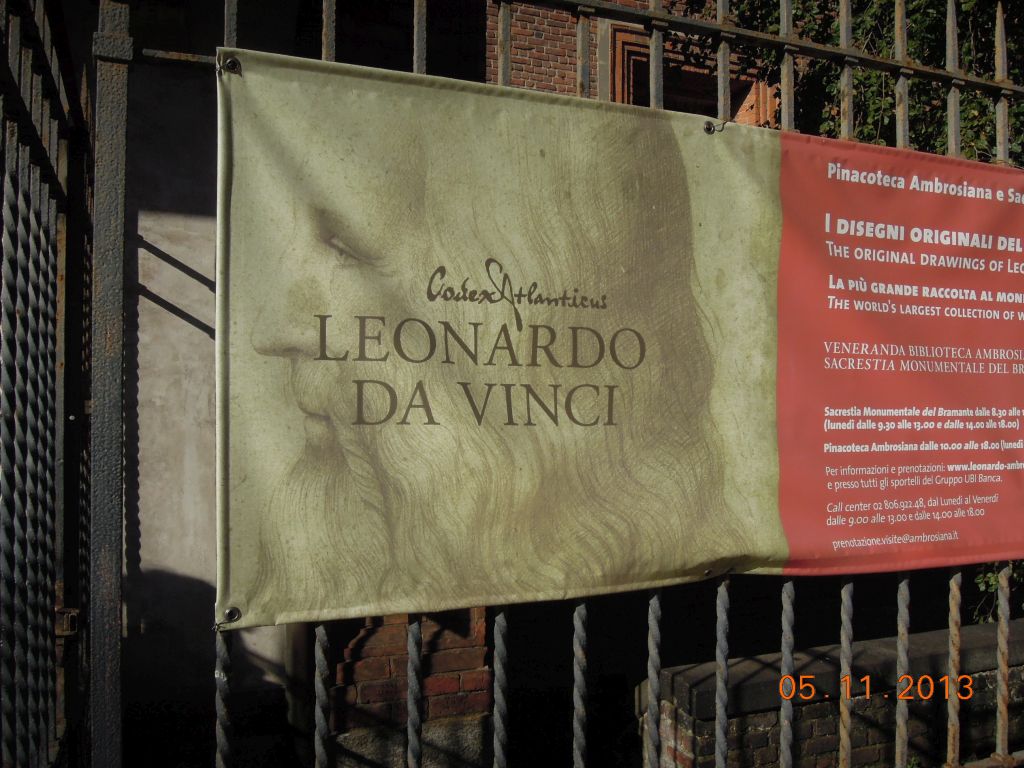 Codex Atlanticus
LEONARDO
DA VINCI
Pinacoteca Ambrosiana e
I DISEGNI ORIGINALI
THE ORIGINAL DRAWINGS OF
LA PIÙ GRANDE RACCOLTA AL
THE WORLD'S LARGEST COLLECTION OF
VENERANDA BIBLIOTECA
SACRESTIA MONUMENTALE DEL
Sacrestia Monumentale del Bramante dalle 8.30 alle
(lunedì dalle 9.30 alle 13.00 e dalle 14.00 alle 18.00)
Pinacoteca Ambrosiana dalle 10.00 alle 18.00 (lunedì
Per informazioni e prenotazioni:
e presso tutti gli sportelli del Gruppo UBI Banca.
Call center 02 806.922.48, dal Lunedì al Venerdì
dalle 9.00 alle 13.00 e dalle 14.00 alle 18.00
prenotazione.visite@ambrosiana.it
05.11.2013